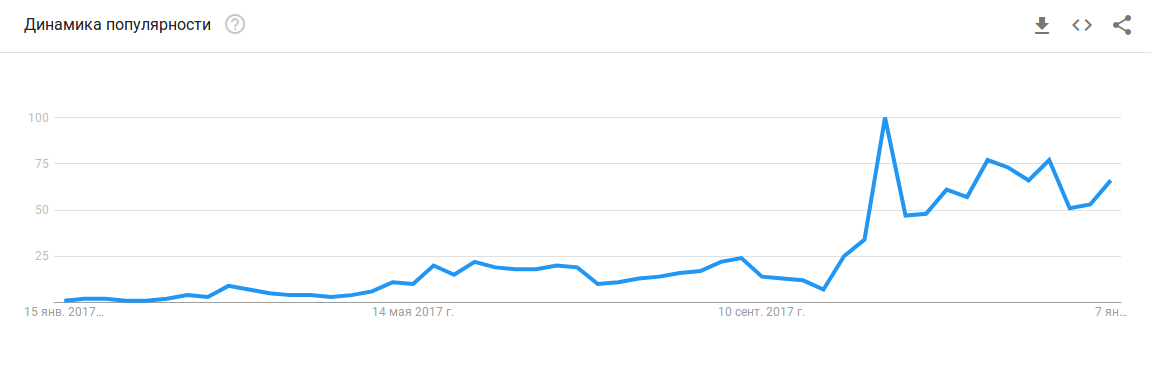 Динамика популярности ?
100
75
50
25
15 янв. 2017…
14 мая 2017 г.
10 сент. 2017 г.
7 ян…